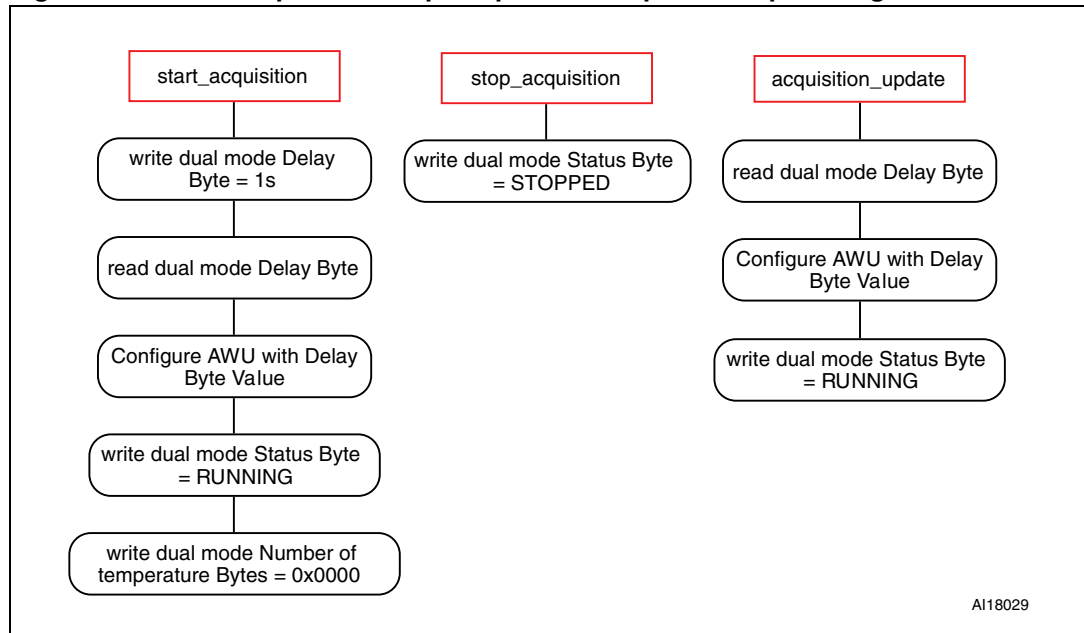 start_acquisition
write dual mode Delay
Byte = 1s
read dual mode Delay Byte
Configure AWU with Delay
Byte Value
write dual mode Status Byte
= RUNNING
write dual mode Number of
temperature Bytes = 0x0000
stop_acquisition
write dual mode Status Byte
= STOPPED
acquisition_update
read dual mode Delay Byte
Configure AWU with Delay
Byte Value
write dual mode Status Byte
= RUNNING
AI18029